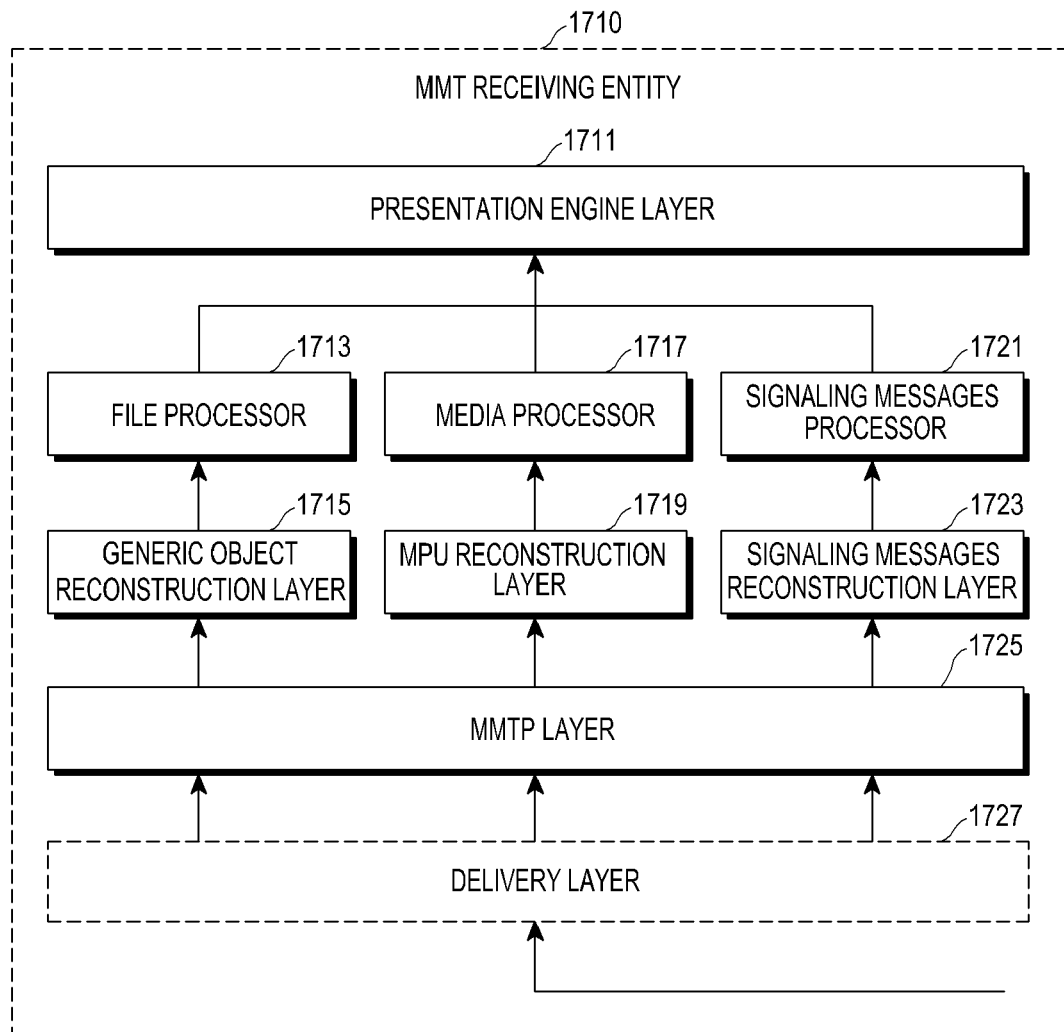 1710
MMT RECEIVING ENTITY
1711
PRESENTATION ENGINE LAYER
1713
FILE PROCESSOR
1717
MEDIA PROCESSOR
1721
SIGNALING MESSAGES
PROCESSOR
1715
GENERIC OBJECT
RECONSTRUCTION LAYER
1719
MPU RECONSTRUCTION
LAYER
1723
SIGNALING MESSAGES
RECONSTRUCTION LAYER
1725
MMTP LAYER
1727
DELIVERY LAYER